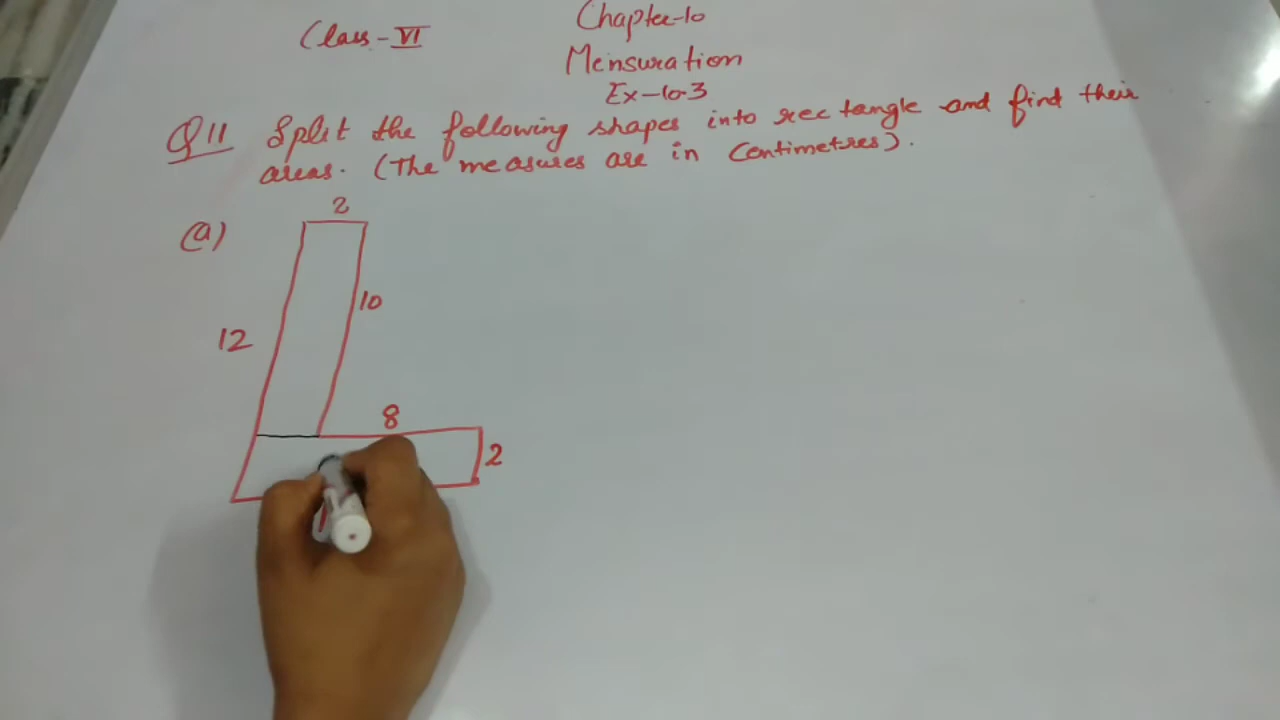 Class-VI
Chapter-10
Mensuration
Ex-10.3
Q11 Split the following shapes into rectangle and find their
areas. (The measures are in Centimetres).
(a)
2
10
12
8
2